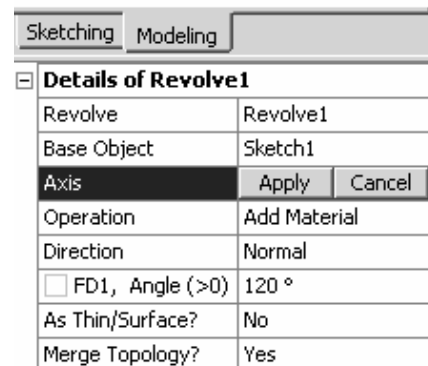 Sketching Modeling
Details of Revolve1
Revolve Revolve1
Base Object Sketch1
Axis Apply Cancel
Operation Add Material
Direction Normal
FD1, Angle (>0) 120 °
As Thin/Surface? No
Merge Topology? Yes